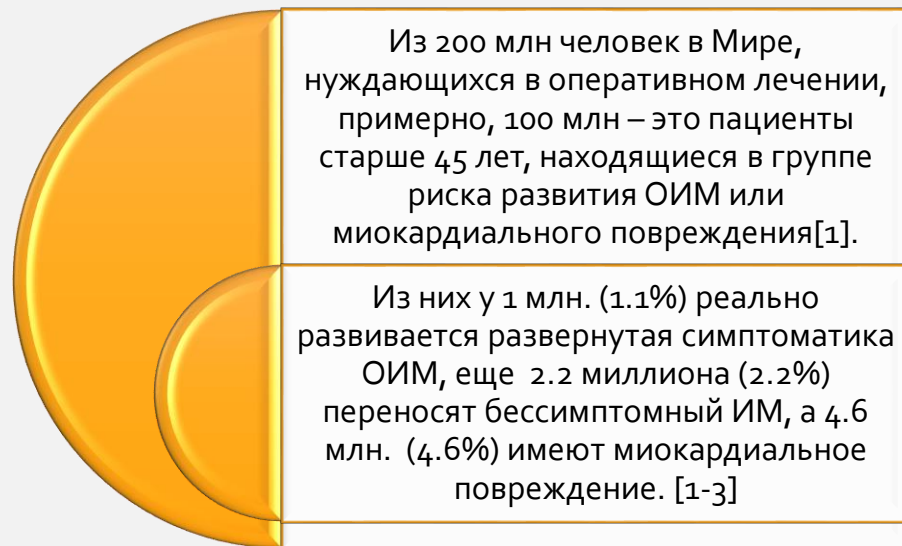 Из 200 млн человек в Мире,
нуждающихся в оперативном лечении,
примерно, 100 млн – это пациенты
старше 45 лет, находящиеся в группе
риска развития ОИМ или
миокардиального повреждения[1].
Из них у 1 млн. (1.1%) реально
развивается развернутая симптоматика
ОИМ, еще  2.2 миллиона (2.2%)
переносят бессимптомный ИМ, а 4.6
млн.  (4.6%) имеют миокардиальное
повреждение. [1-3]